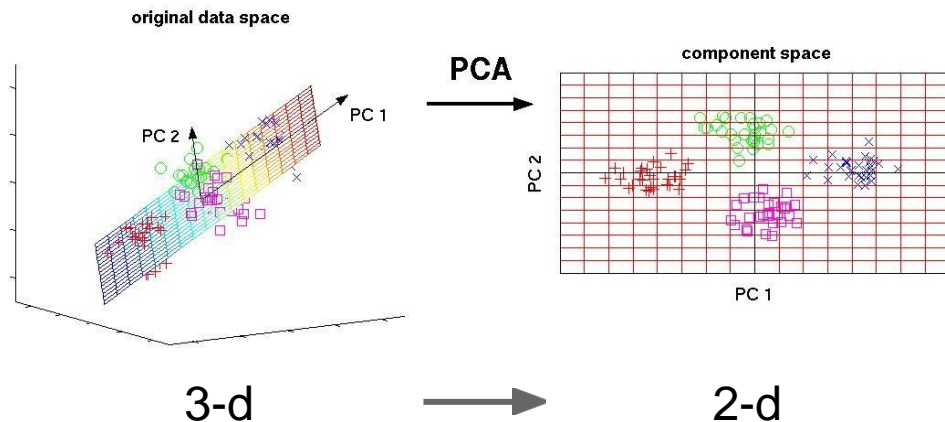 original data space
PCA
component space
PC 1
PC 2
PC 2
PC 1
3-d
2-d